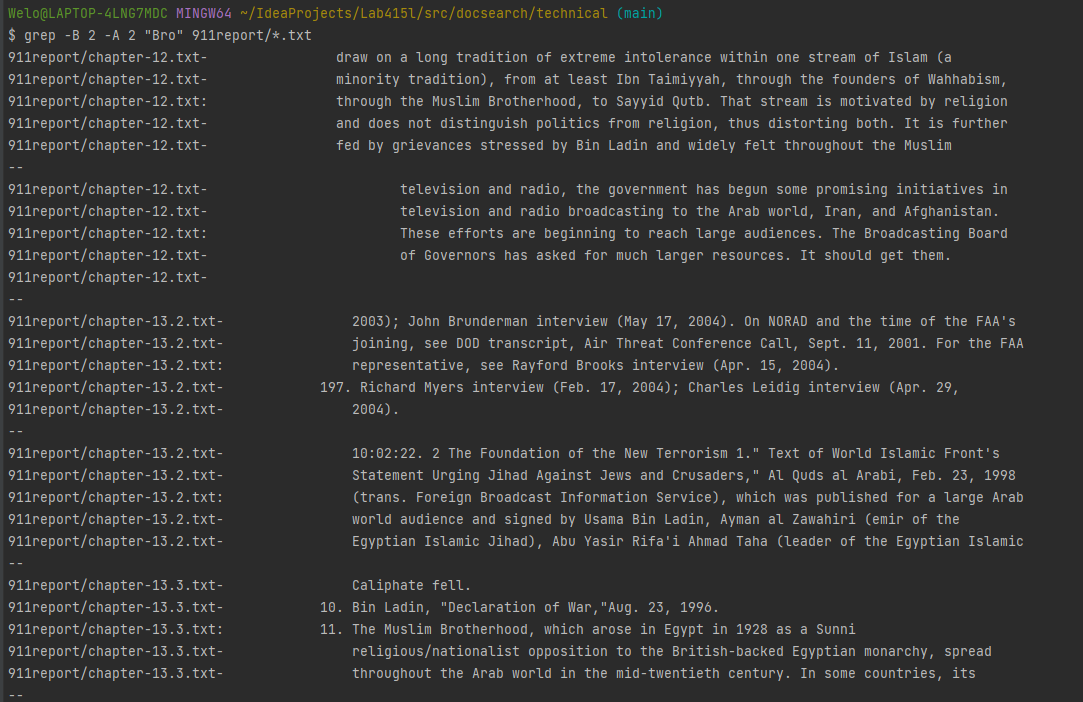 Welo@LAPTOP-4LNG7MDC MINGW64 ~/IdeaProjects/Lab415l/src/docsearch/technical (main)
$ grep -B 2 -A 2 "Bro" 911report/*.txt
911report/chapter-12.txt-                draw on a long tradition of extreme intolerance within one stream of Islam (a
911report/chapter-12.txt-                minority tradition), from at least Ibn Taimiyyah, through the founders of Wahhabism,
911report/chapter-12.txt:                through the Muslim Brotherhood, to Sayyid Qutb. That stream is motivated by religion
911report/chapter-12.txt-                and does not distinguish politics from religion, thus distorting both. It is further
911report/chapter-12.txt-                fed by grievances stressed by Bin Ladin and widely felt throughout the Muslim
--
911report/chapter-12.txt-                        television and radio, the government has begun some promising initiatives in
911report/chapter-12.txt-                        television and radio broadcasting to the Arab world, Iran, and Afghanistan.
911report/chapter-12.txt:                        These efforts are beginning to reach large audiences. The Broadcasting Board
911report/chapter-12.txt-                        of Governors has asked for much larger resources. It should get them.
911report/chapter-12.txt-
--
911report/chapter-13.2.txt-                2003); John Brunderman interview (May 17, 2004). On NORAD and the time of the FAA's
911report/chapter-13.2.txt-                joining, see DOD transcript, Air Threat Conference Call, Sept. 11, 2001. For the FAA
911report/chapter-13.2.txt:                representative, see Rayford Brooks interview (Apr. 15, 2004).
911report/chapter-13.2.txt-            197. Richard Myers interview (Feb. 17, 2004); Charles Leidig interview (Apr. 29,
911report/chapter-13.2.txt-                2004).
--
911report/chapter-13.2.txt-                10:02:22. 2 The Foundation of the New Terrorism 1." Text of World Islamic Front's
911report/chapter-13.2.txt-                Statement Urging Jihad Against Jews and Crusaders," Al Quds al Arabi, Feb. 23, 1998
911report/chapter-13.2.txt:                (trans. Foreign Broadcast Information Service), which was published for a large Arab
911report/chapter-13.2.txt-                world audience and signed by Usama Bin Ladin, Ayman al Zawahiri (emir of the
911report/chapter-13.2.txt-                Egyptian Islamic Jihad), Abu Yasir Rifa'i Ahmad Taha (leader of the Egyptian Islamic
--
911report/chapter-13.3.txt-                Caliphate fell.
911report/chapter-13.3.txt-            10. Bin Ladin, "Declaration of War,"Aug. 23, 1996.
911report/chapter-13.3.txt:            11. The Muslim Brotherhood, which arose in Egypt in 1928 as a Sunni
911report/chapter-13.3.txt-                religious/nationalist opposition to the British-backed Egyptian monarchy, spread
911report/chapter-13.3.txt-                throughout the Arab world in the mid-twentieth century. In some countries, its
--